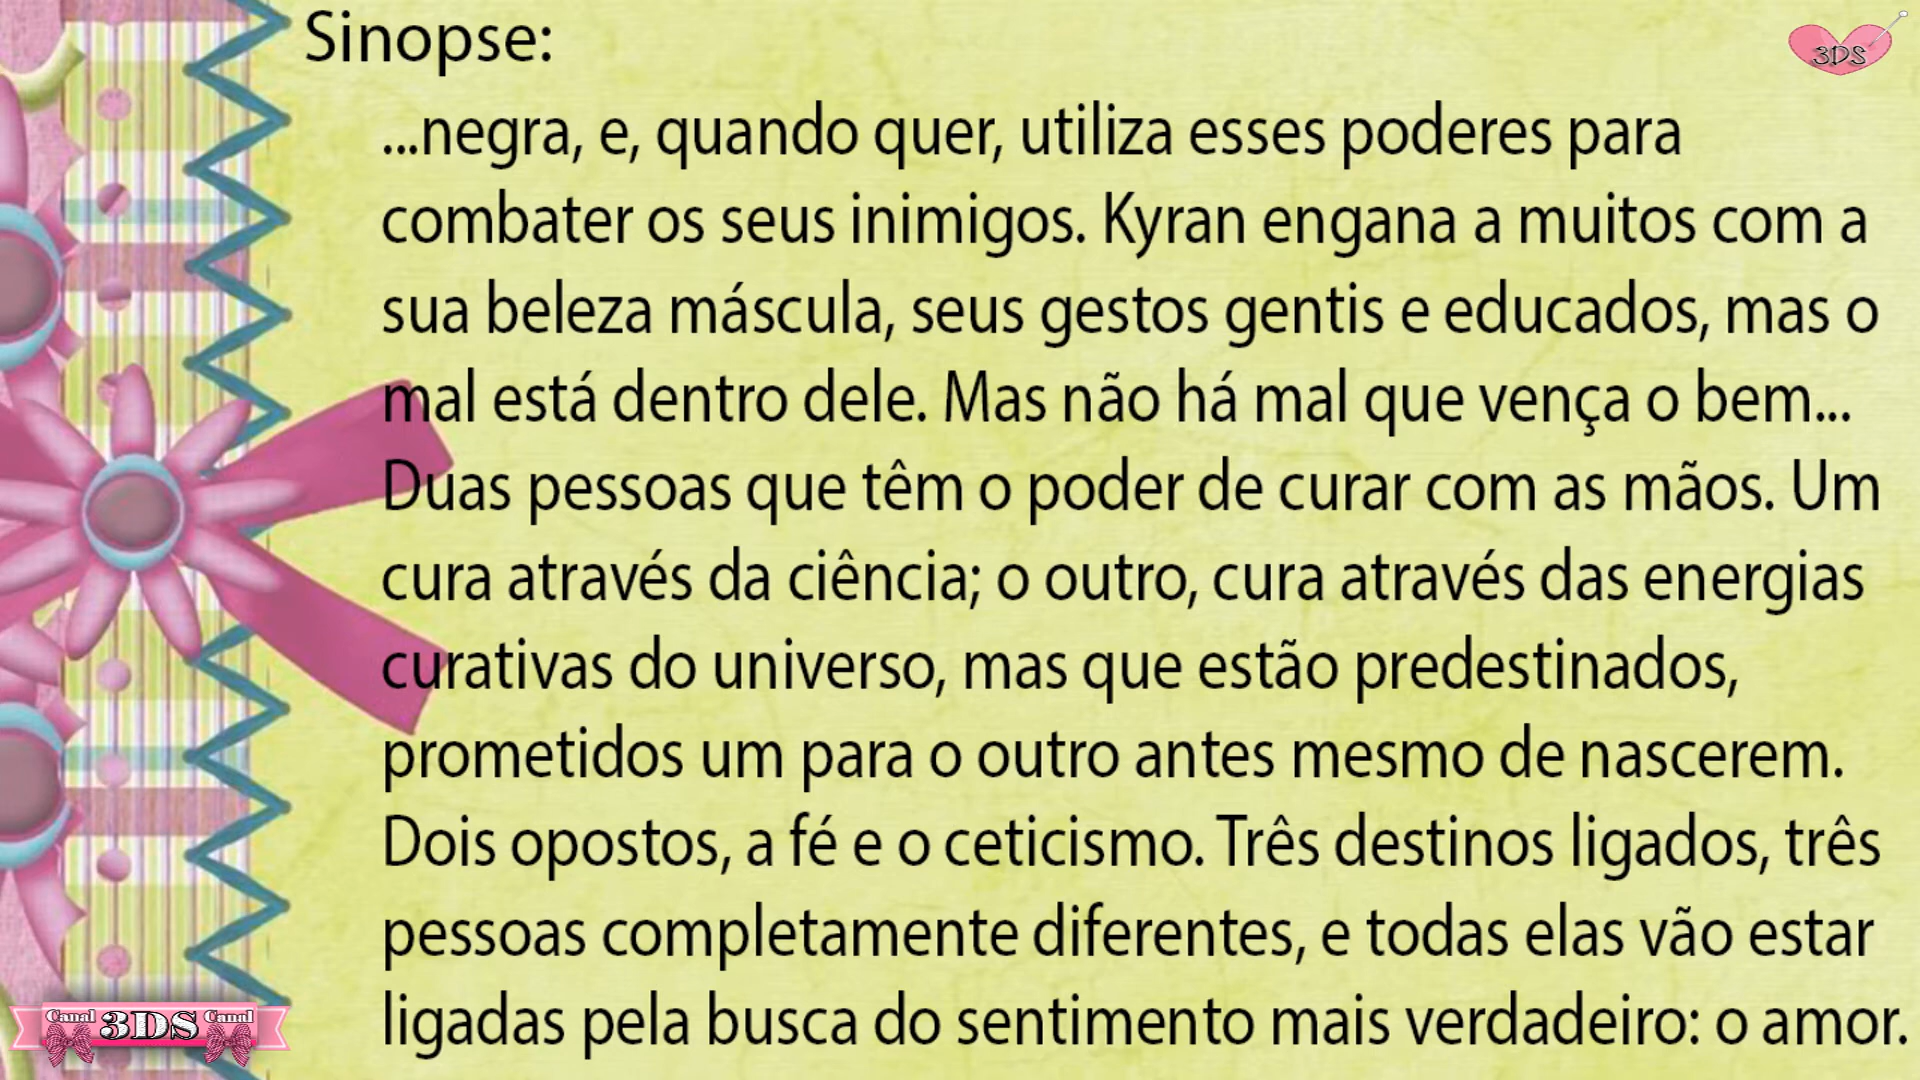 Sinopse:
3DS
...negra, e, quando quer, utiliza esses poderes para
combater os seus inimigos. Kyran engana a muitos com a
sua beleza máscula, seus gestos gentis e educados, mas o
mal está dentro dele. Mas não há mal que vença o bem...
Duas pessoas que têm o poder de curar com as mãos. Um
cura através da ciência; o outro, cura através das energias
curativas do universo, mas que estão predestinados,
prometidos um para o outro antes mesmo de nascerem.
Dois opostos, a fé e o ceticismo. Três destinos ligados, três
pessoas completamente diferentes, e todas elas vão estar
ligadas pela busca do sentimento mais verdadeiro: o amor.
Canal 3DS Canal